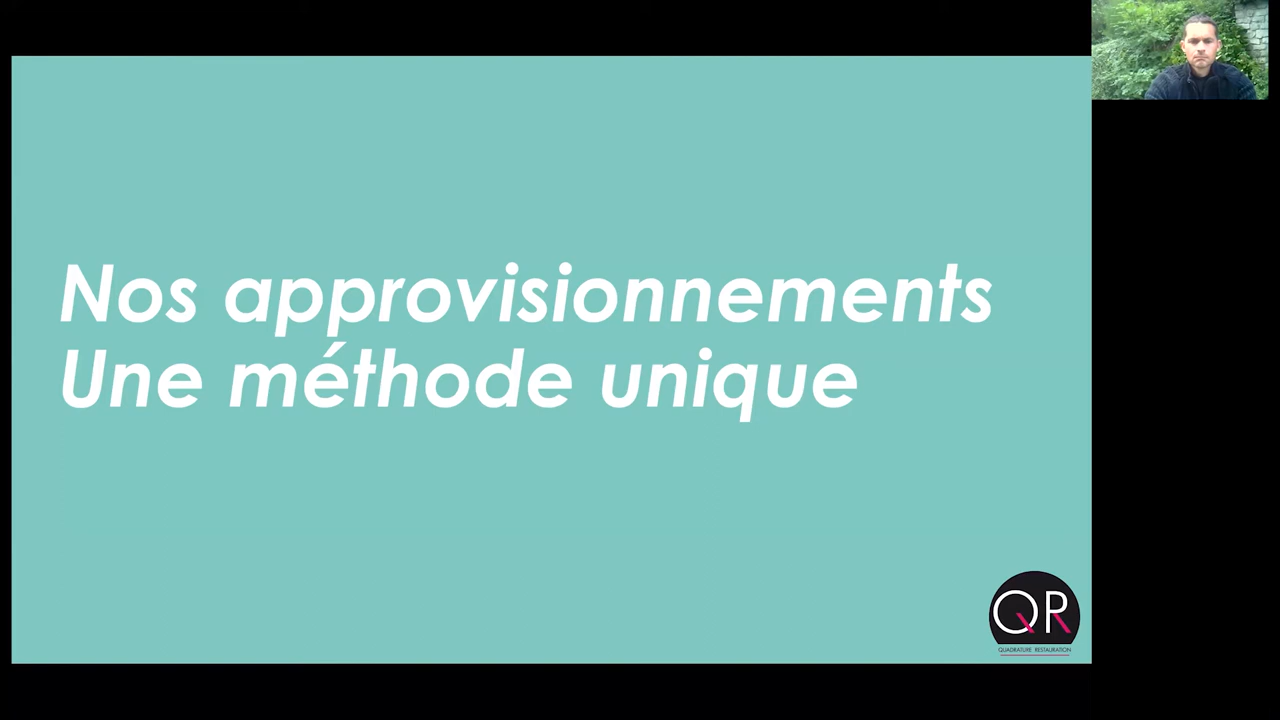 Nos approvisionnements
Une méthode unique
QR
QUADRATURE RESTAURATION